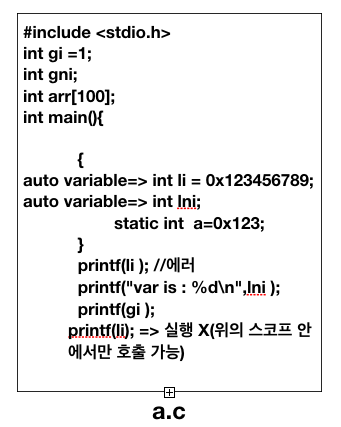 #include <stdio.h>
int gi =1;
int gni;
int arr[100];
int main(){
{
auto variable=> int li = 0x123456789;
auto variable=> int lni;
static int  a=0x123;
}
printf(li ); //에러
printf("var is : %d\n",lni );
printf(gi );
printf(li); => 실행 X(위의 스코프 안
에서만 호출 가능)
a.c